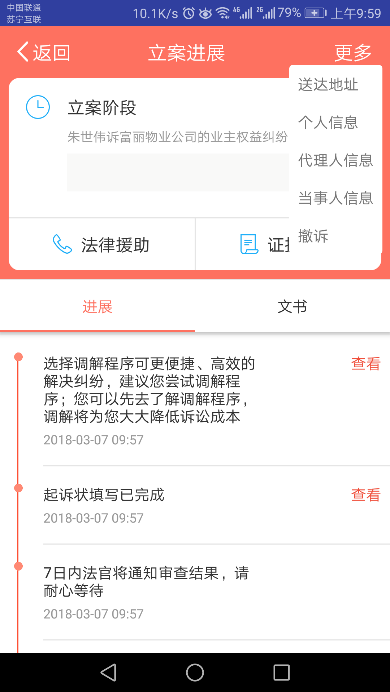 中国联通
苏宁互联
10.1K/s
4G
2G
79%
上午9:59
返回
立案进展
更多
送达地址
个人信息
代理人信息
当事人信息
撤诉
立案阶段
朱世伟诉富丽物业公司的业主权益纠纷
法律援助
证据
进展
文书
选择调解程序可更便捷、高效的
解决纠纷，建议您尝试调解程
序；您可以先去了解调解程序，
调解将为您大大降低诉讼成本
查看
2018-03-07 09:57
起诉状填写已完成
查看
2018-03-07 09:57
7日内法官将通知审查结果，请
耐心等待
2018-03-07 09:57